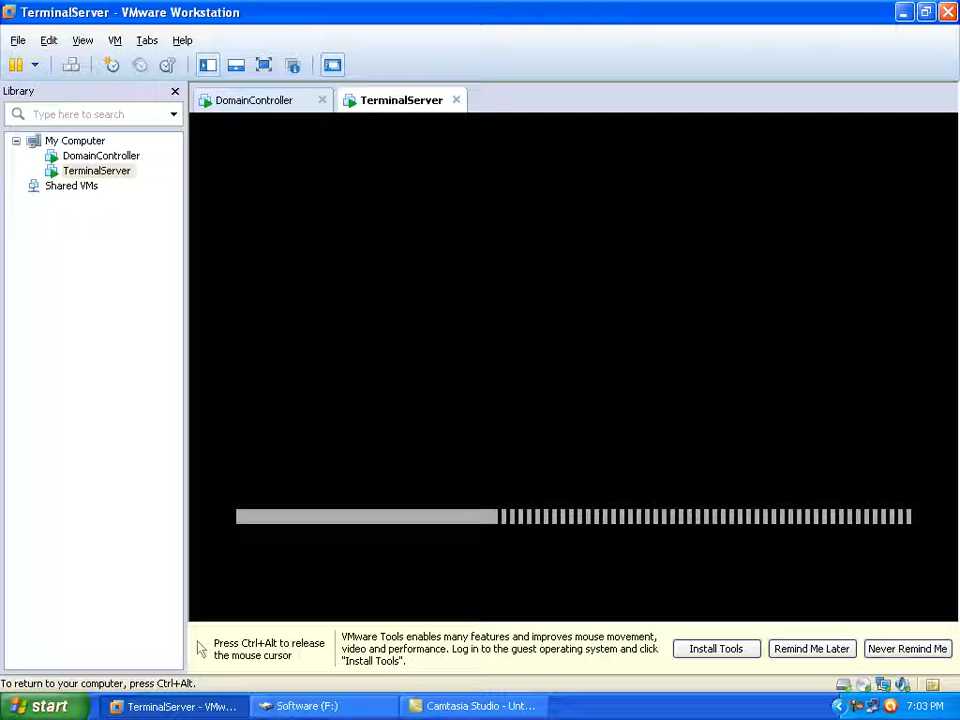 TerminalServer - VMware Workstation
File Edit View VM Tabs Help
Library
Type here to search
My Computer
DomainController
TerminalServer
Shared VMs
DomainController
TerminalServer
Press Ctrl+Alt to release
the mouse cursor
VMware Tools enables many features and improves mouse movement,
video and performance. Log in to the guest operating system and click
"Install Tools".
Install Tools
Remind Me Later
Never Remind Me
To return to your computer, press Ctrl+Alt.
start
TerminalServer - VMw...
Software (F:)
Camtasia Studio - Unt...
7:03 PM